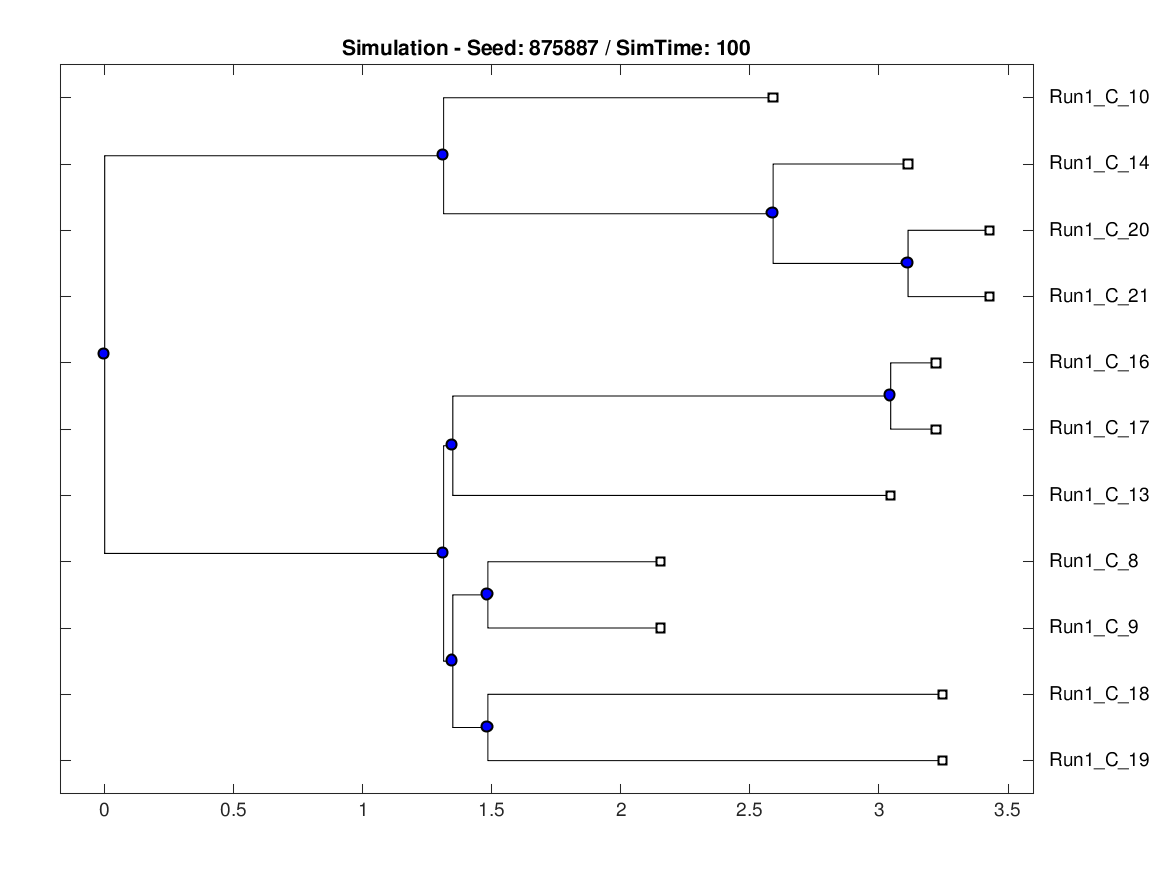 Simulation - Seed: 875887 / SimTime: 100
Run1_C_10
Run1_C_14
Run1_C_20
Run1_C_21
Run1_C_16
Run1_C_17
Run1_C_13
Run1_C_8
Run1_C_9
Run1_C_18
Run1_C_19
0 0.5 1 1.5 2 2.5 3 3.5